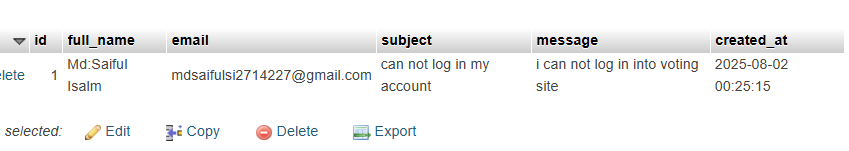 id full_name email subject message created_at
elete 1 Md:Saiful Isalm mdsaifulsi2714227@gmail.com can not log in my account i can not log in into voting site 2025-08-02 00:25:15
selected: Edit Copy Delete Export